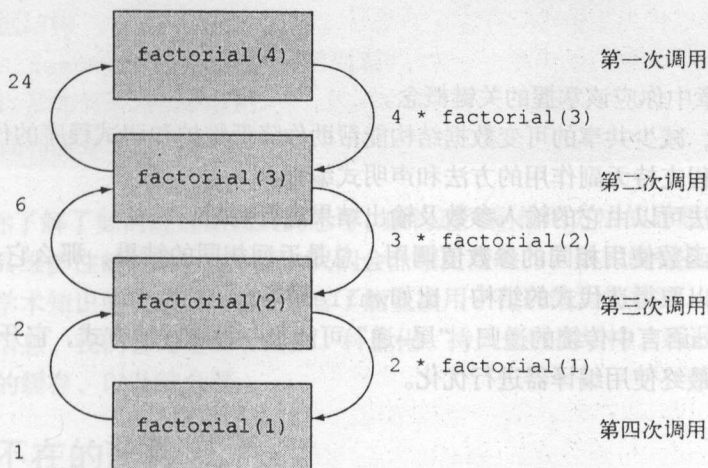 factorial(4) 第一次调用
24
4 * factorial(3)
factorial(3) 第二次调用
6
3 * factorial(2)
factorial(2) 第三次调用
2
2 * factorial(1)
factorial(1) 第四次调用
1